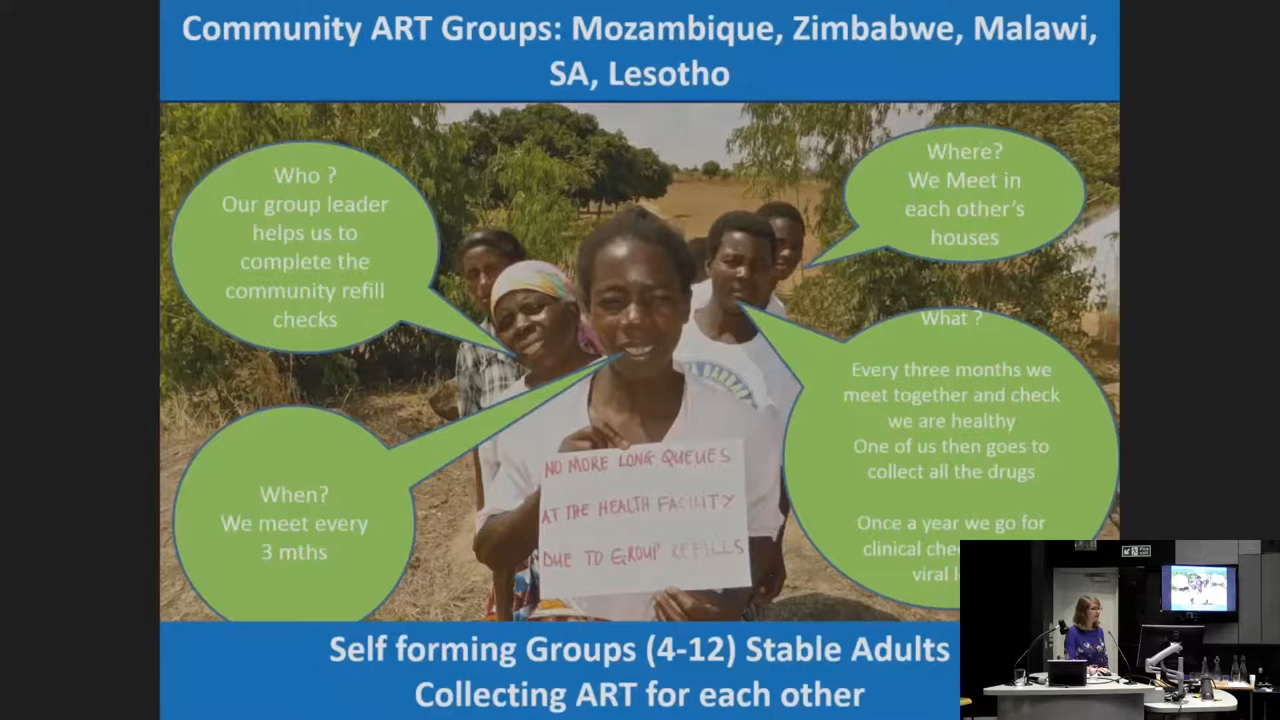 Community ART Groups: Mozambique, Zimbabwe, Malawi,
SA, Lesotho
Who ?
Our group leader
helps us to
complete the
community refill
checks
Where?
We Meet in
each other's
houses
When?
We meet every
3 mths
What ?
Every three months we
meet together and check
we are healthy
One of us then goes to
collect all the drugs
Once a year we go for
clinical
viral
NO MORE LONG QUEUES
AT THE HEALTH FACILITY
DUE TO GROUP REFILLS
Self forming Groups (4-12) Stable Adults
Collecting ART for each other